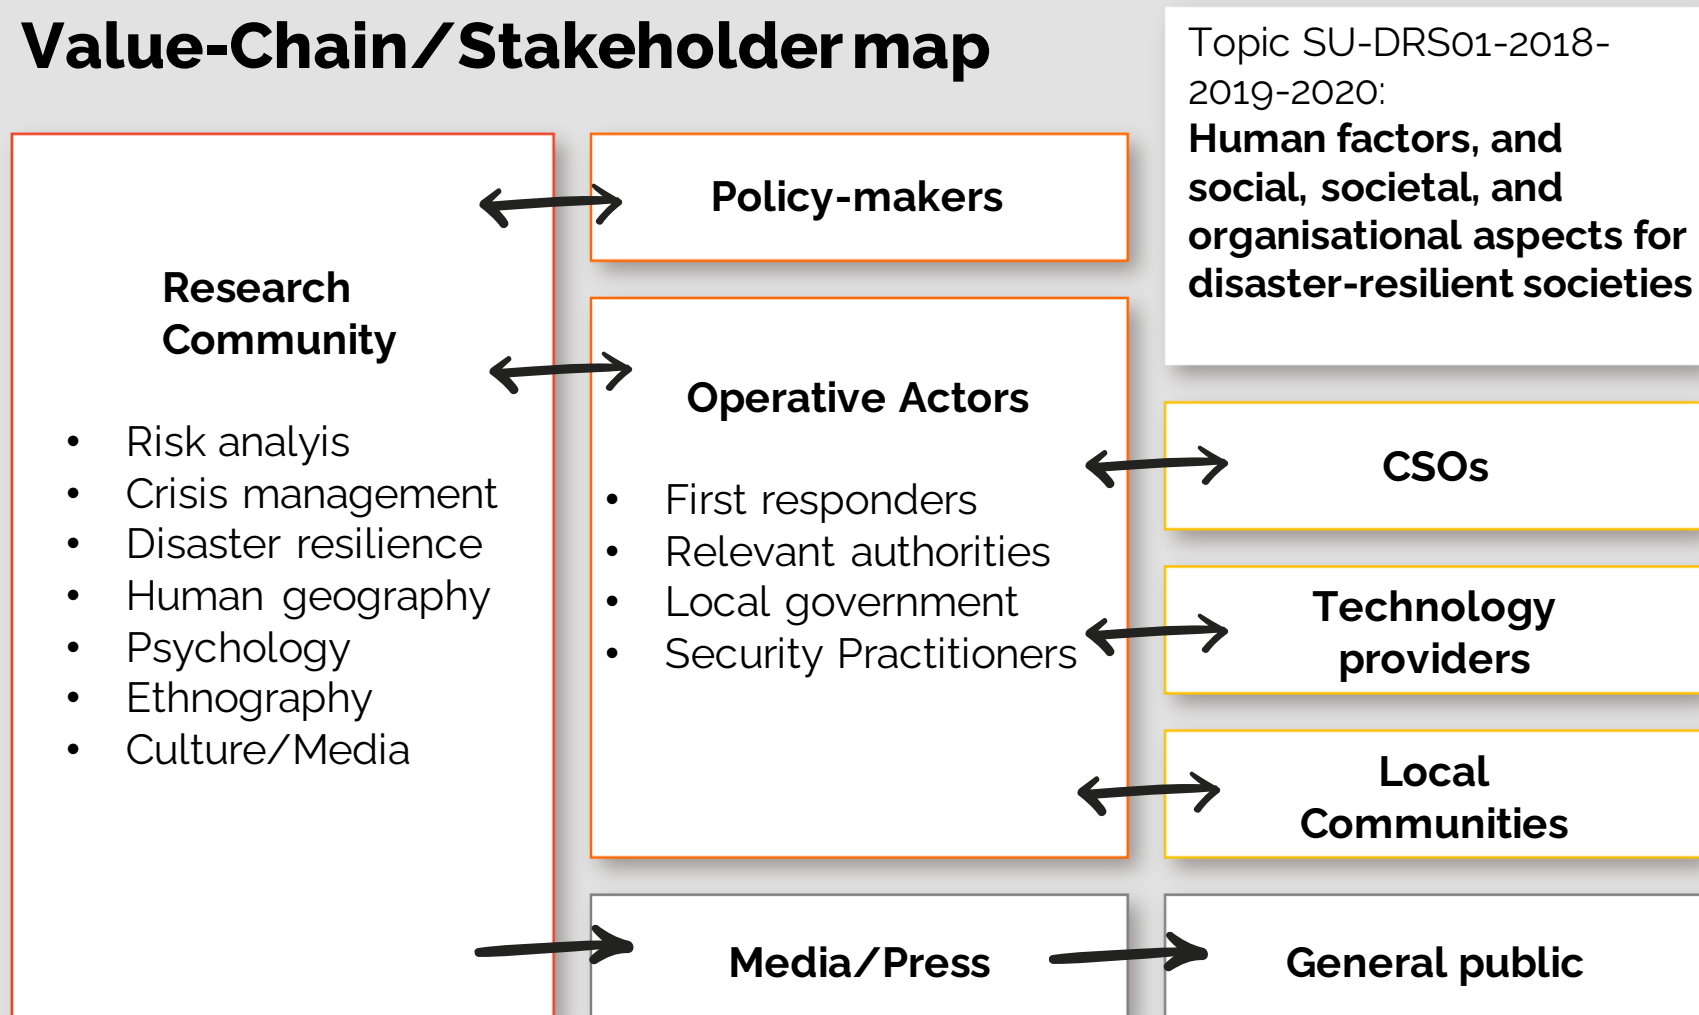 Value-Chain/Stakeholder map
Topic SU-DRS01-2018-
2019-2020:
Human factors, and
social, societal, and
organisational aspects for
disaster-resilient societies
Research
Community
• Risk analyis
• Crisis management
• Disaster resilience
• Human geography
• Psychology
• Ethnography
• Culture/Media
Policy-makers
Operative Actors
• First responders
• Relevant authorities
• Local government
• Security Practitioners
CSOs
Technology
providers
Local
Communities
Media/Press
General public